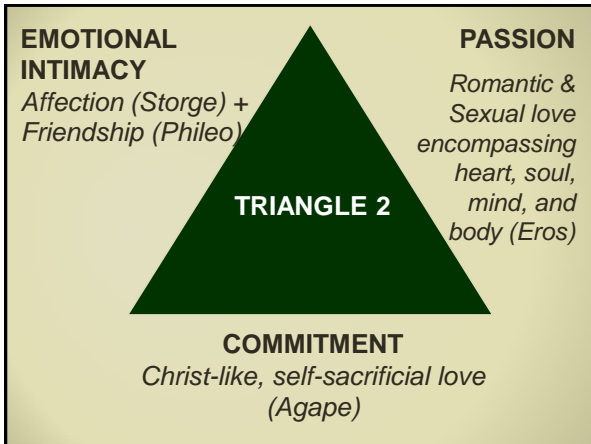 EMOTIONAL
INTIMACY
Affection (Storge) +
Friendship (Phileo)
PASSION
Romantic &
Sexual love
encompassing
heart, soul,
mind, and
body (Eros)
TRIANGLE 2
COMMITMENT
Christ-like, self-sacrificial love
(Agape)